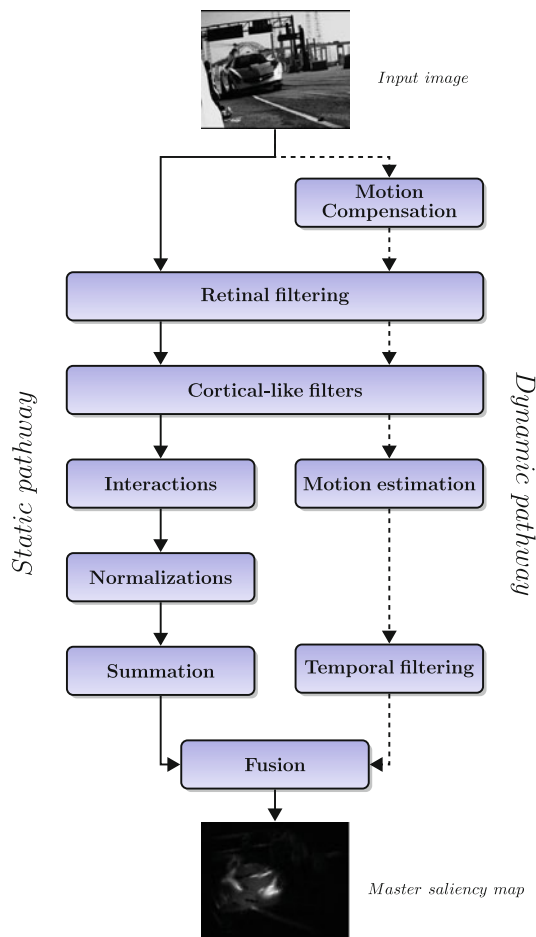 Input image
Motion
Compensation
Retinal filtering
Cortical-like filters
Static pathway
Dynamic pathway
Interactions
Motion estimation
Normalizations
Summation
Temporal filtering
Fusion
Master saliency map